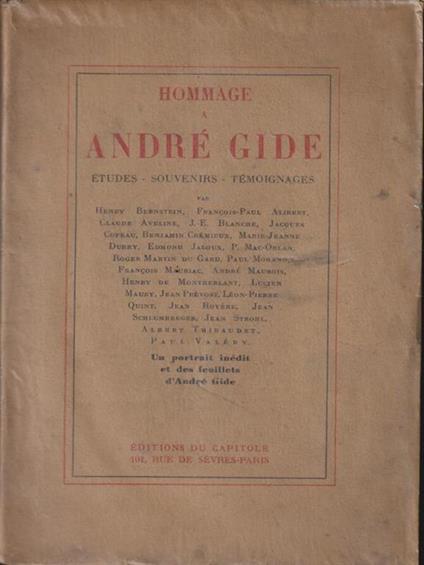 HOMMAGE
A
ANDRÉ GIDE
ÉTUDES - SOUVENIRS - TÉMOIGNAGES
PAR
HENRY BERNSTEIN, FRANÇOIS-PAUL ALIBERT,
CLAUDE AVELINE, J.-E. BLANCHE, JACQUES
COPEAU, BENJAMIN CRÉMIEUX, MARIE-JEANNE
DURRY, EDMOND JALOUX, P. MAC-ORLAN,
ROGER MARTIN DU GARD, PAUL MORAND,
FRANÇOIS MAURIAC, ANDRÉ MAUROIS,
HENRY DE MONTHERLANT, LUCIEN
MAURY, JEAN PRÉVOST, LÉON-PIERRE
QUINT, JEAN ROYÈRE, JEAN
SCHLUMBERGER, JEAN STROHL,
ALBERT THIBAUDET,
PAUL VALÉRY.
Un portrait inédit
et des feuillets
d'André Gide
ÉDITIONS DU CAPITOLE
101, RUE DE SÈVRES-PARIS